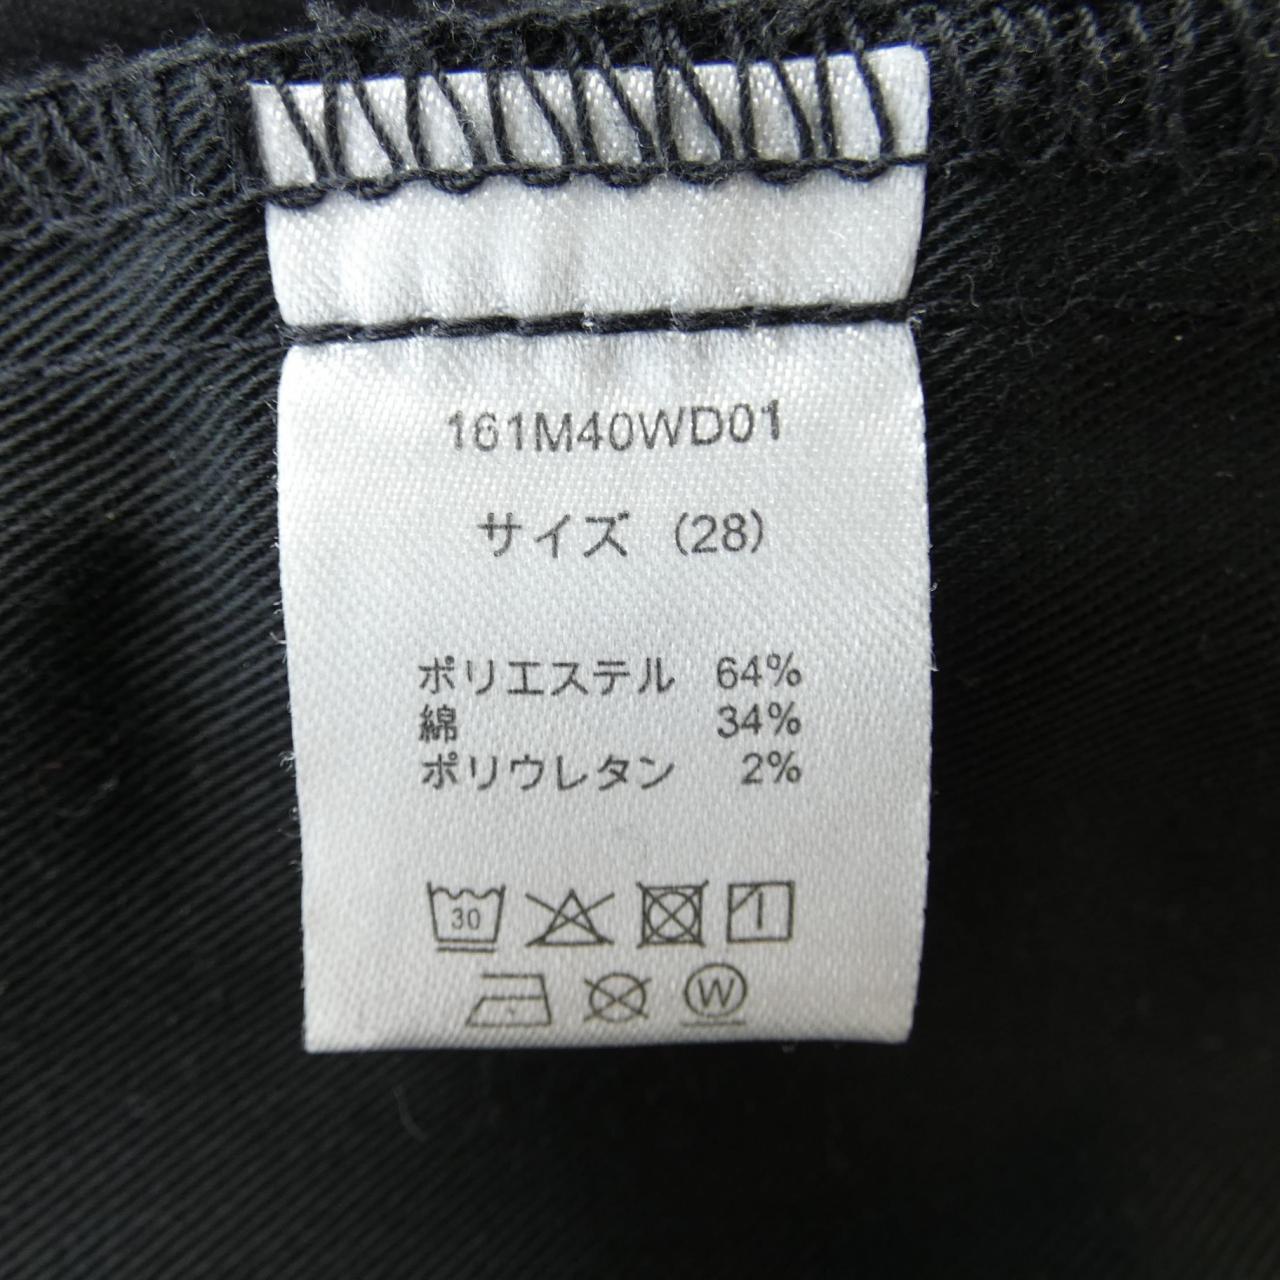 161M40WD01
サイズ (28)
ポリエステル 64%
綿 34%
ポリウレタン 2%
30
W